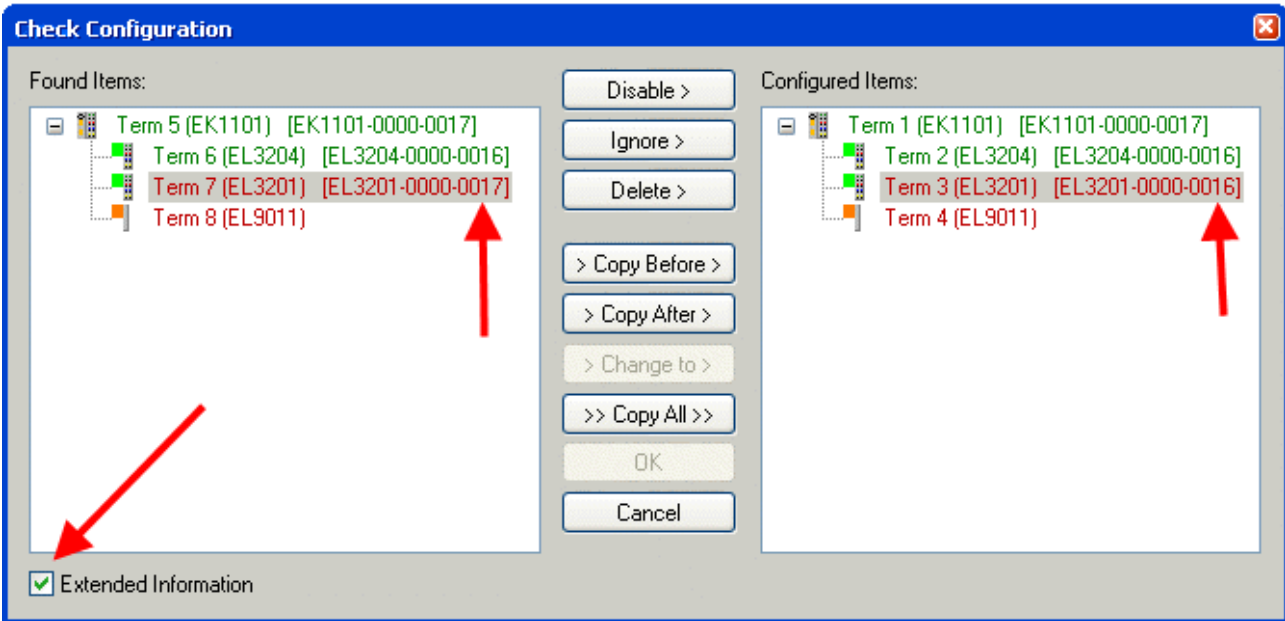 Check Configuration
Found Items:
Term 5 (EK1101) [EK1101-0000-0017]
Term 6 (EL3204) [EL3204-0000-0016]
Term 7 (EL3201) [EL3201-0000-0017]
Term 8 (EL9011)
Extended Information
Disable >
Ignore >
Delete >
> Copy Before >
> Copy After >
> Change to >
>> Copy All >>
OK
Cancel
Configured Items:
Term 1 (EK1101) [EK1101-0000-0017]
Term 2 (EL3204) [EL3204-0000-0016]
Term 3 (EL3201) [EL3201-0000-0016]
Term 4 (EL9011)